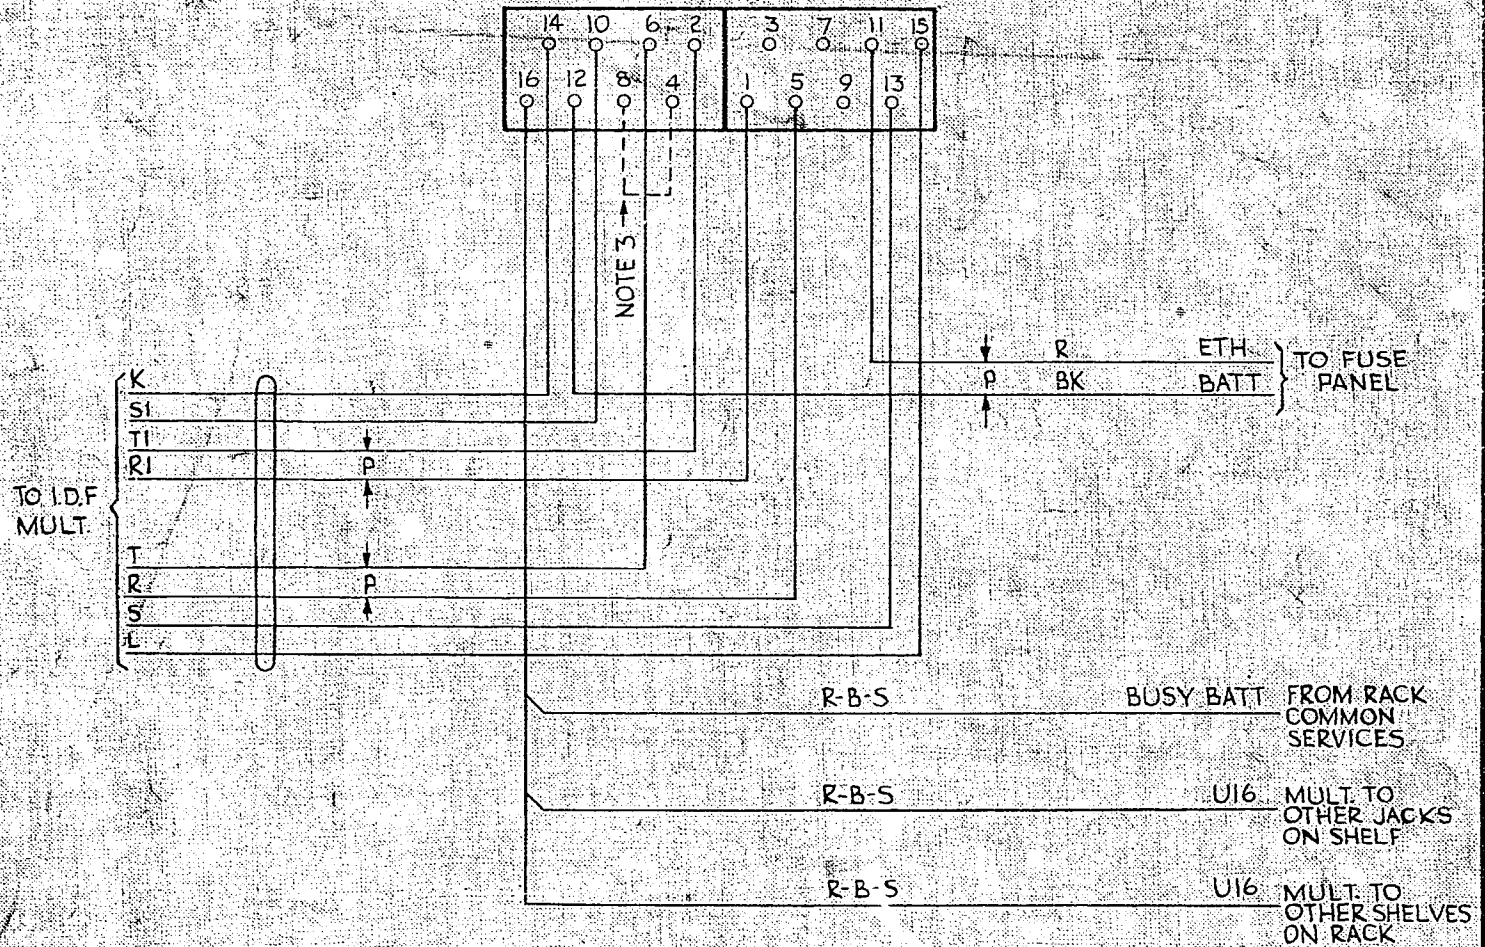 14 10 6 2 3 7 11 15
16 12 8 4 1 5 9 13
NOTE 3
R ETH
P BK BATT
TO FUSE
PANEL
K
S1
T1
R1
P
TO I.D.F
MULT.
T
R
P
S
L
R-B-S BUSY BATT
FROM RACK
COMMON
SERVICES
R-B-S U16
MULT. TO
OTHER JACKS
ON SHELF
R-B-S U16
MULT. TO
OTHER SHELVES
ON RACK